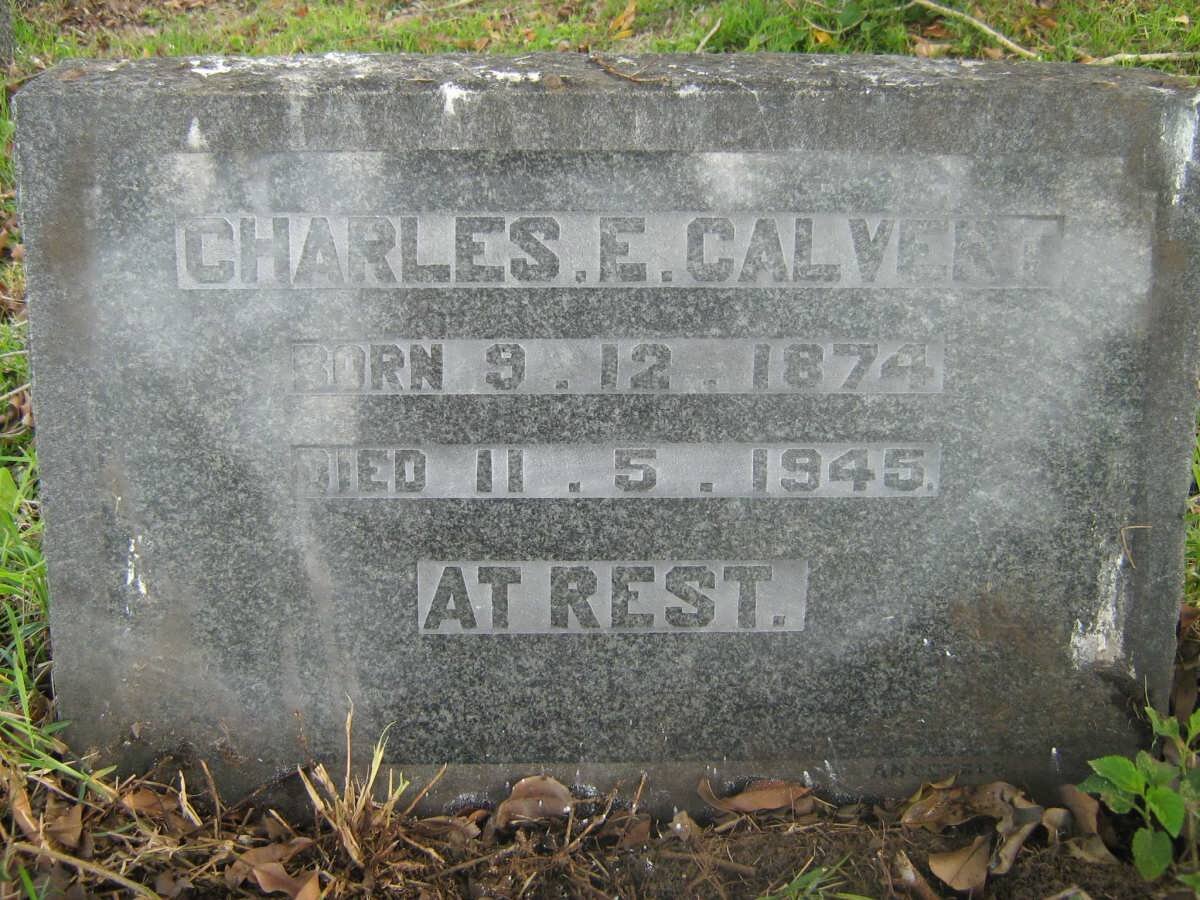 CHARLES. E. CALVERT
BORN 9 . 12 . 1874
DIED 11 . 5 . 1945.
AT REST.